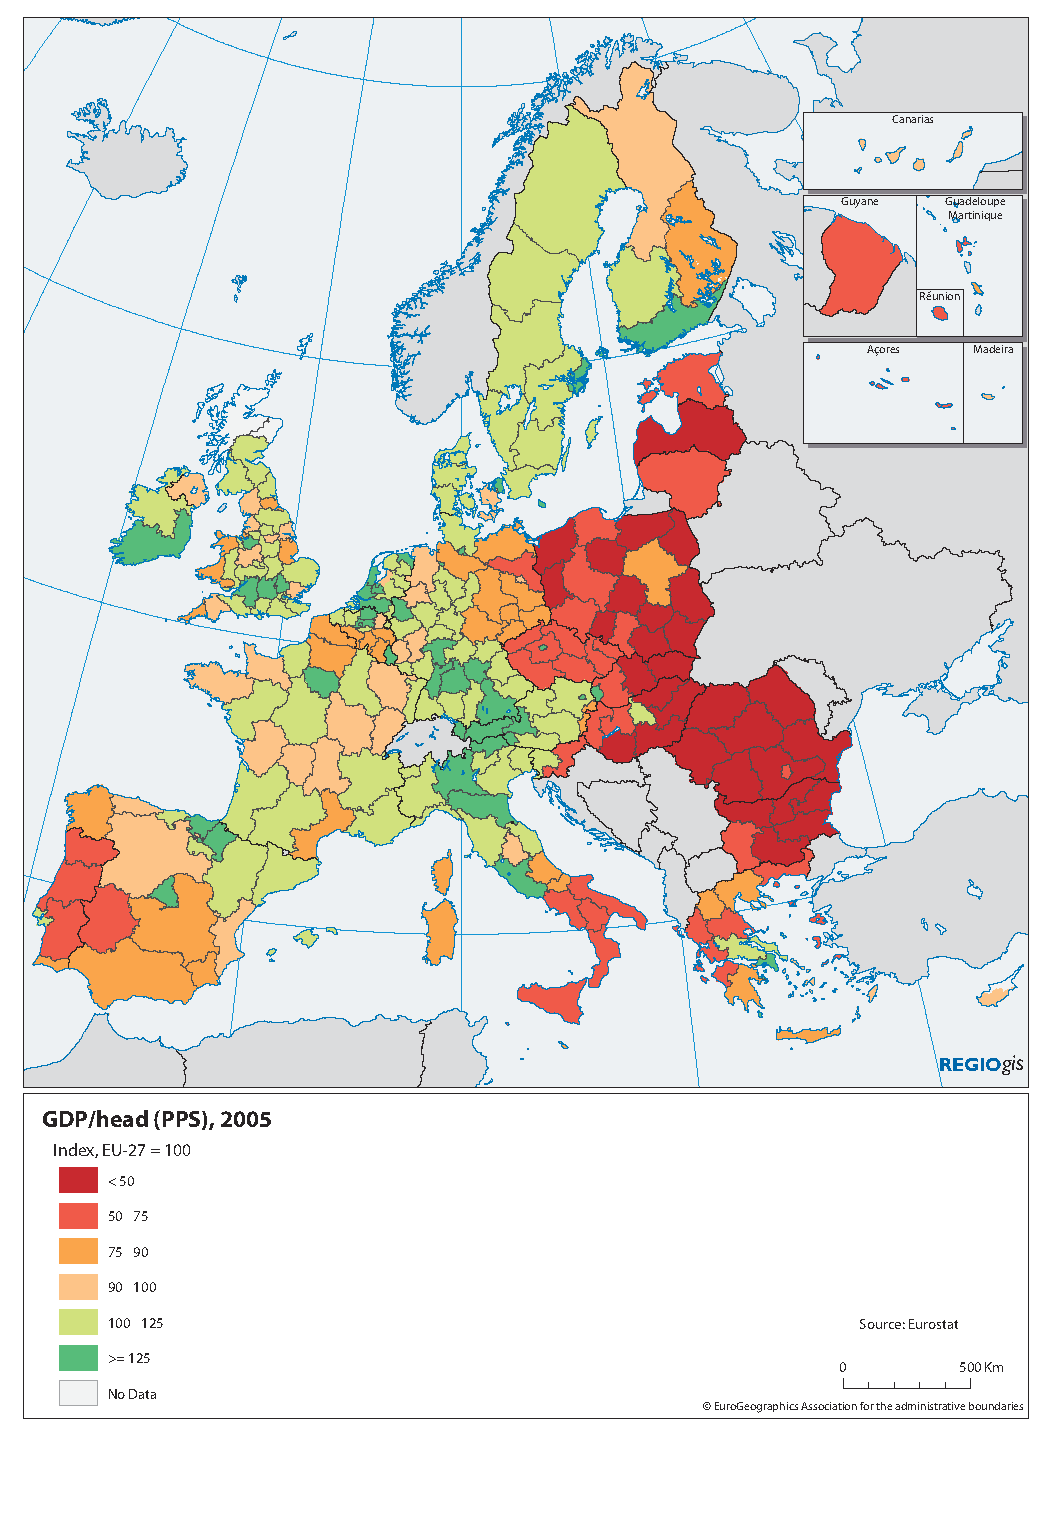 Canarias
Guyane
Guadeloupe
Martinique
Réunion
Açores
Madeira
REGIOgis
GDP/head (PPS), 2005
Index, EU-27 = 100
< 50
50 75
75 90
90 100
100 125
>= 125
No Data
Source: Eurostat
0 500 Km
© EuroGeographics Association for the administrative boundaries